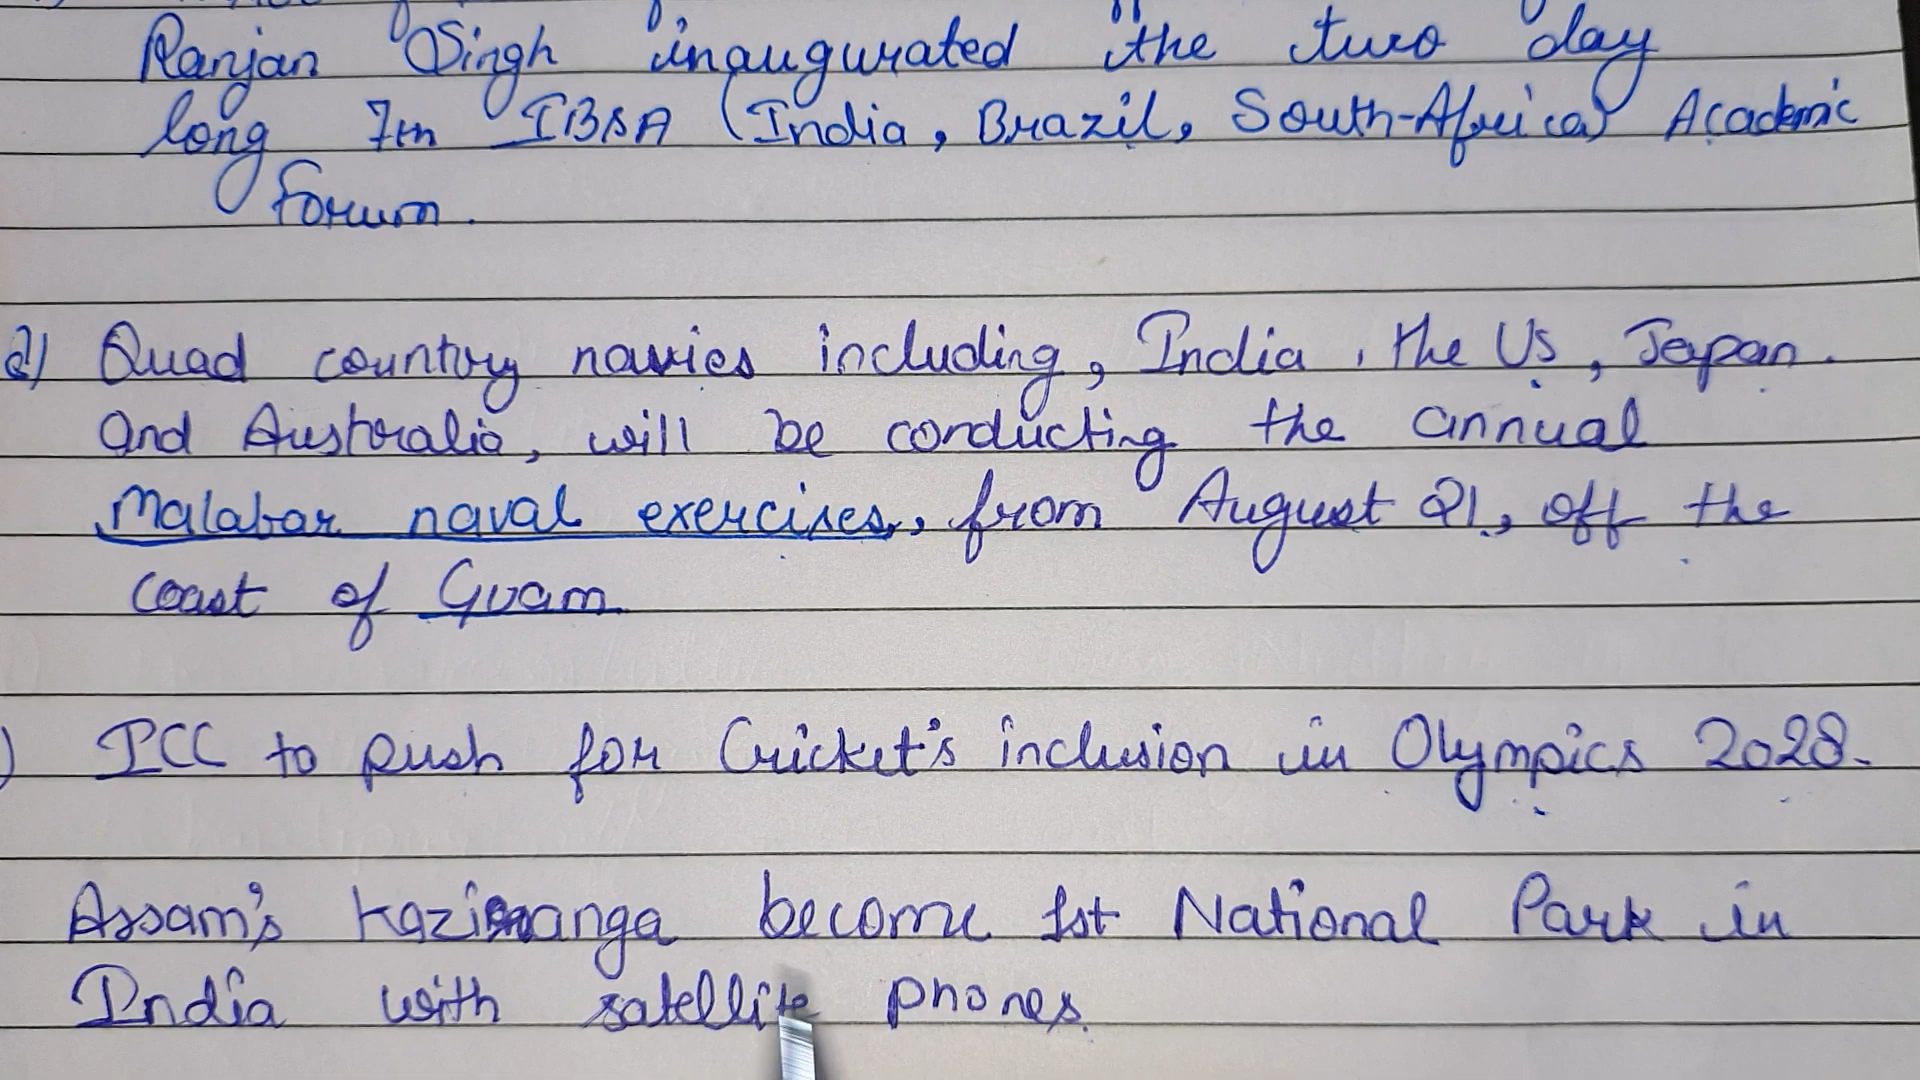 Ranjan Singh inaugurated the two day
long 7th IBSA (India, Brazil, South-Africa) Academic
Forum.
2) Quad country navies including, India, the US, Japan.
and Australia, will be conducting the annual
Malabar naval exercises, from August 21, off the
coast of Guam
) ICC to push for Cricket's inclusion in Olympics 2028.
Assam's Kaziranga become 1st National Park in
India with satellite phones.